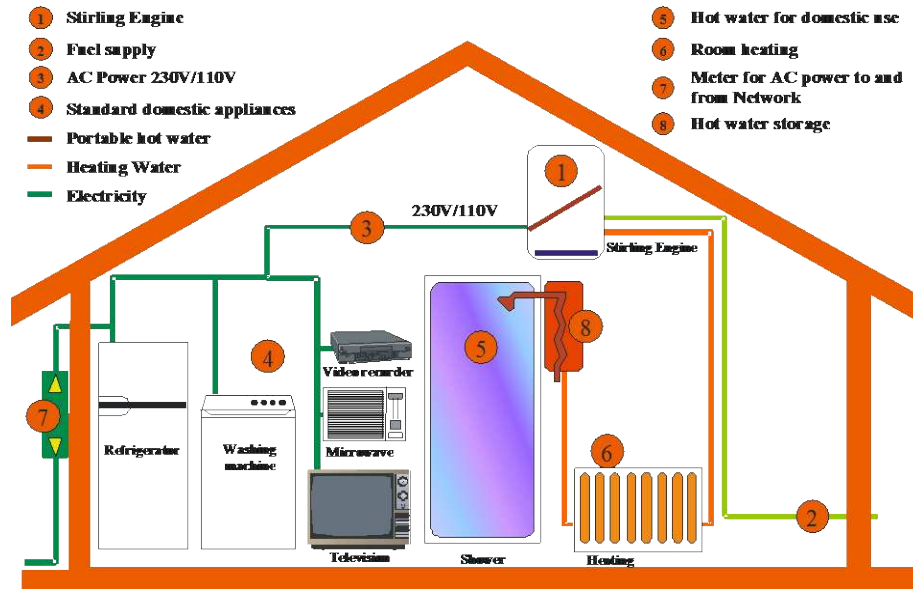 1 Stirling Engine
2 Fuel supply
3 AC Power 230V/110V
4 Standard domestic appliances
Portable hot water
Heating Water
Electricity
5 Hot water for domestic use
6 Room heating
7 Meter for AC power to and
from Network
8 Hot water storage
1
230V/110V
3
Stirling Engine
8
5
4
Video recorder
7
Refrigerator
Washing
machine
Microwave
6
2
Television
Shower
Heating